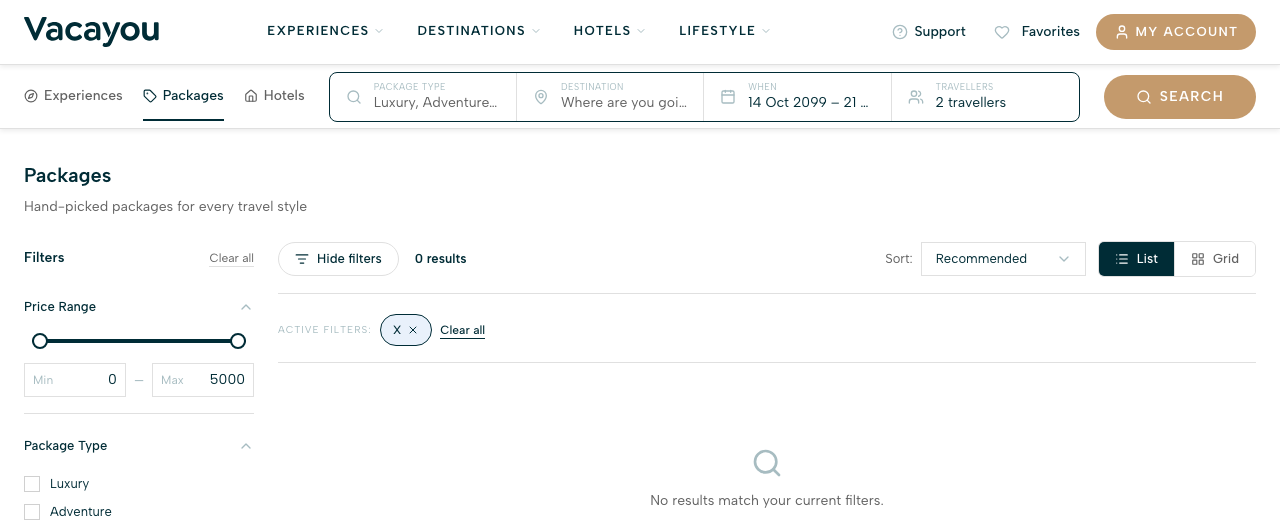 Vacayou
EXPERIENCES
DESTINATIONS
HOTELS
LIFESTYLE
Support
Favorites
MY ACCOUNT
Experiences
Packages
Hotels
PACKAGE TYPE
Luxury, Adventure...
DESTINATION
Where are you goi...
WHEN
14 Oct 2099 – 21 ...
TRAVELLERS
2 travellers
SEARCH
Packages
Hand-picked packages for every travel style
Filters
Clear all
Hide filters
0 results
Sort:
Recommended
List
Grid
Price Range
Min 0 – Max 5000
ACTIVE FILTERS:
X ×
Clear all
Package Type
Luxury
Adventure
No results match your current filters.